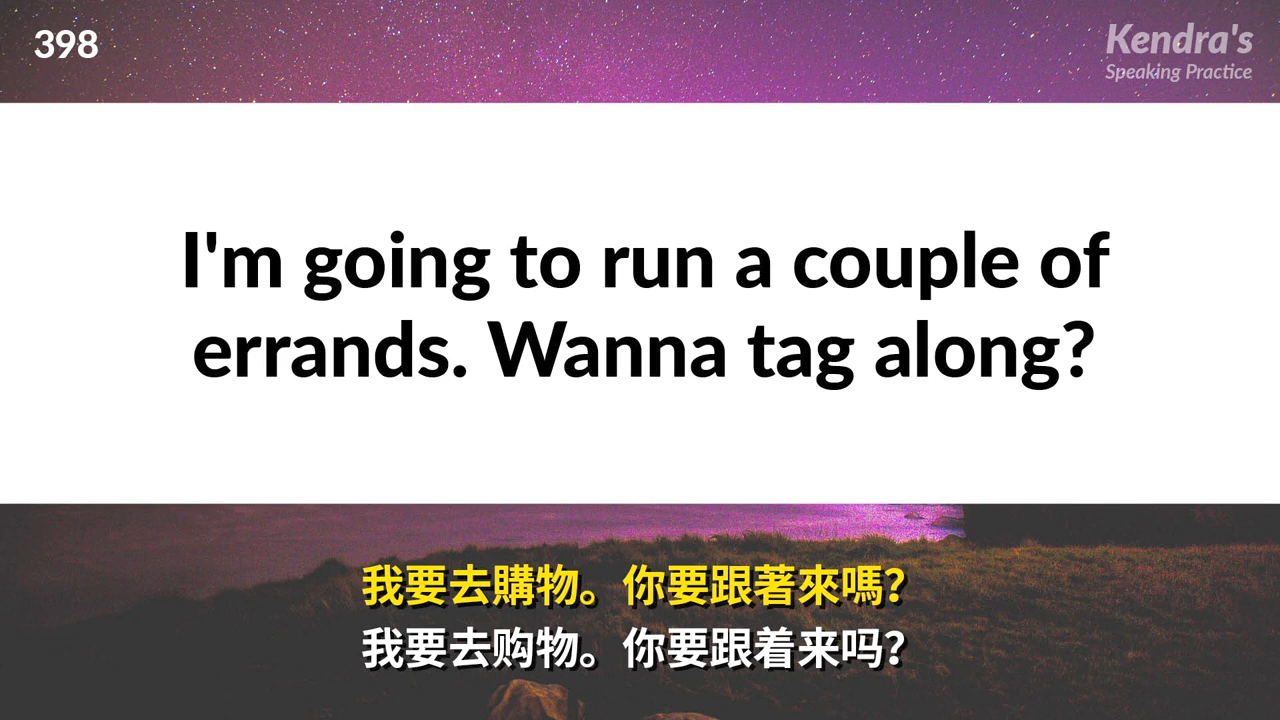 398
Kendra's
Speaking Practice
I'm going to run a couple of
errands. Wanna tag along?
我要去購物。你要跟著來嗎?
我要去购物。你要跟着来吗?